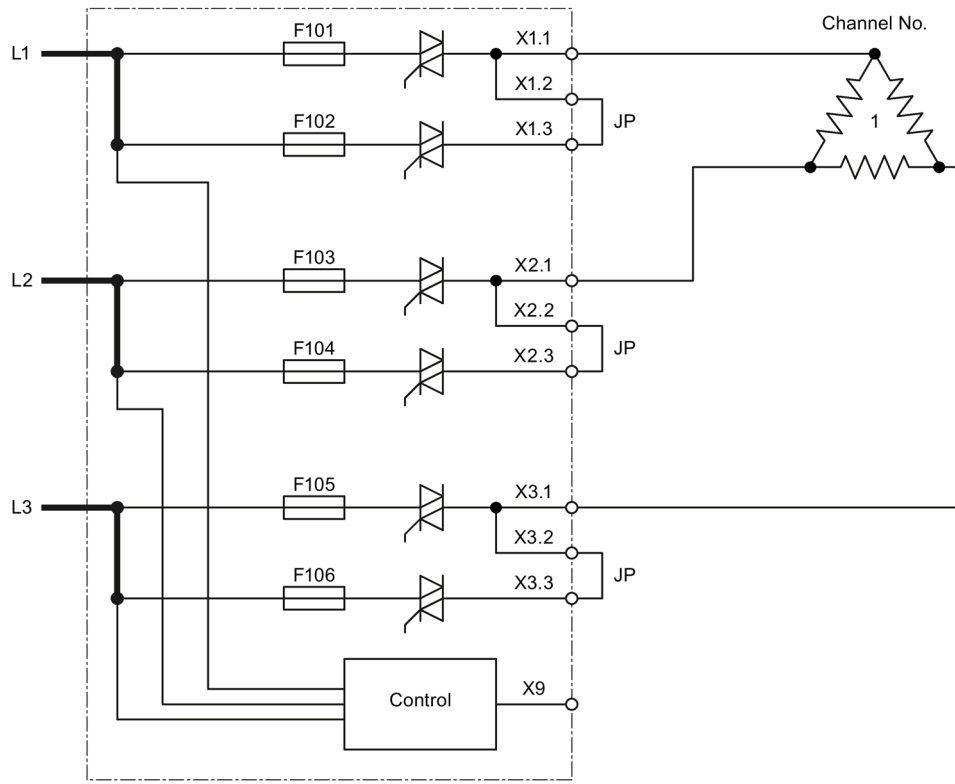 Channel No.
L1
F101
X1.1
X1.2
F102
X1.3
JP
1
L2
F103
X2.1
X2.2
F104
X2.3
JP
L3
F105
X3.1
X3.2
F106
X3.3
JP
Control
X9